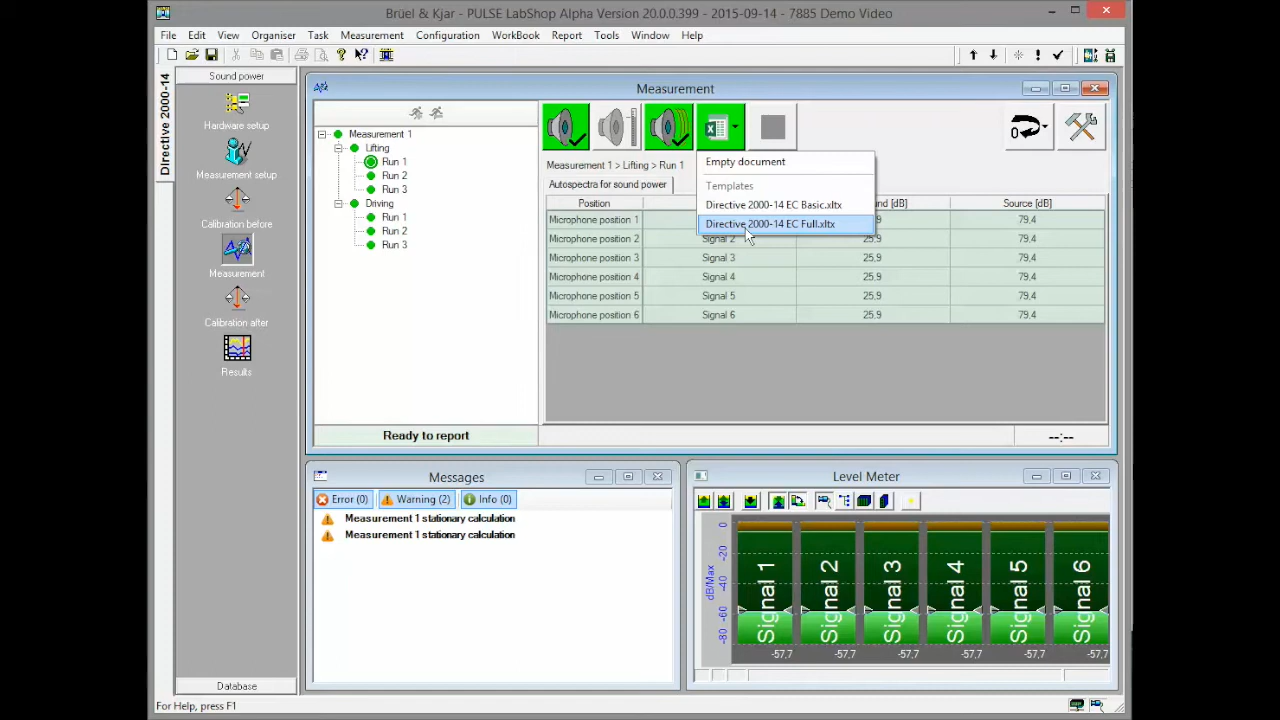 Brüel & Kjar - PULSE LabShop Alpha Version 20.0.0.399 - 2015-09-14 - 7885 Demo Video
File Edit View Organiser Task Measurement Configuration WorkBook Report Tools Window Help
Directive 2000-14
Sound power
Hardware setup
Measurement setup
Calibration before
Measurement
Calibration after
Results
Database
Measurement
Measurement 1
Lifting
Run 1
Run 2
Run 3
Driving
Run 1
Run 2
Run 3
Ready to report
Measurement 1 > Lifting > Run 1
Autospectra for sound power
Empty document
Templates
Directive 2000-14 EC Basic.xltx
Directive 2000-14 EC Full.xltx
Position [dB] Source [dB]
Microphone position 1 79,4
Microphone position 2 Signal 2 25,9 79,4
Microphone position 3 Signal 3 25,9 79,4
Microphone position 4 Signal 4 25,9 79,4
Microphone position 5 Signal 5 25,9 79,4
Microphone position 6 Signal 6 25,9 79,4
--:--
Messages
Error (0) Warning (2) Info (0)
Measurement 1 stationary calculation
Measurement 1 stationary calculation
Level Meter
dB/Max
0
-20
-40
-60
-80
Signal 1 Signal 2 Signal 3 Signal 4 Signal 5 Signal 6
-57,7 -57,7 -57,7 -57,7 -57,7 -57,7
For Help, press F1